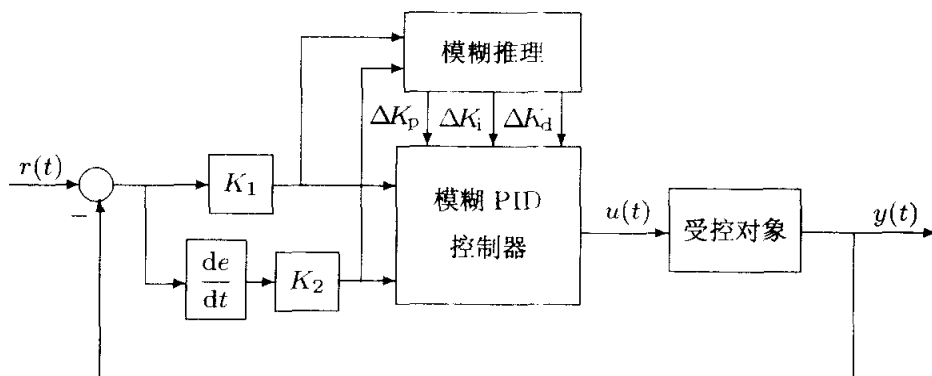 模糊推理
ΔKp ΔKi ΔKd
r(t)
−
K1
模糊 PID
控制器
u(t)
受控对象
y(t)
de
dt
K2